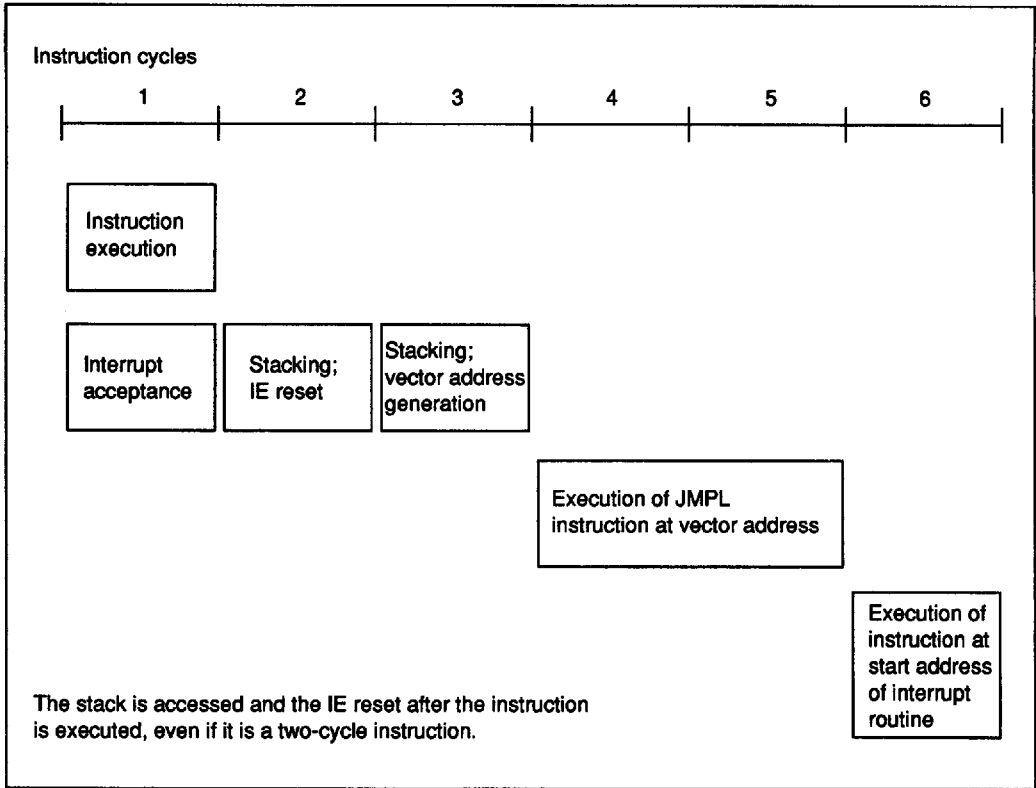 Instruction cycles
1 2 3 4 5 6
Instruction
execution
Interrupt
acceptance
Stacking;
IE reset
Stacking;
vector address
generation
Execution of JMPL
instruction at vector address
Execution of
instruction at
start address
of interrupt
routine
The stack is accessed and the IE reset after the instruction
is executed, even if it is a two-cycle instruction.